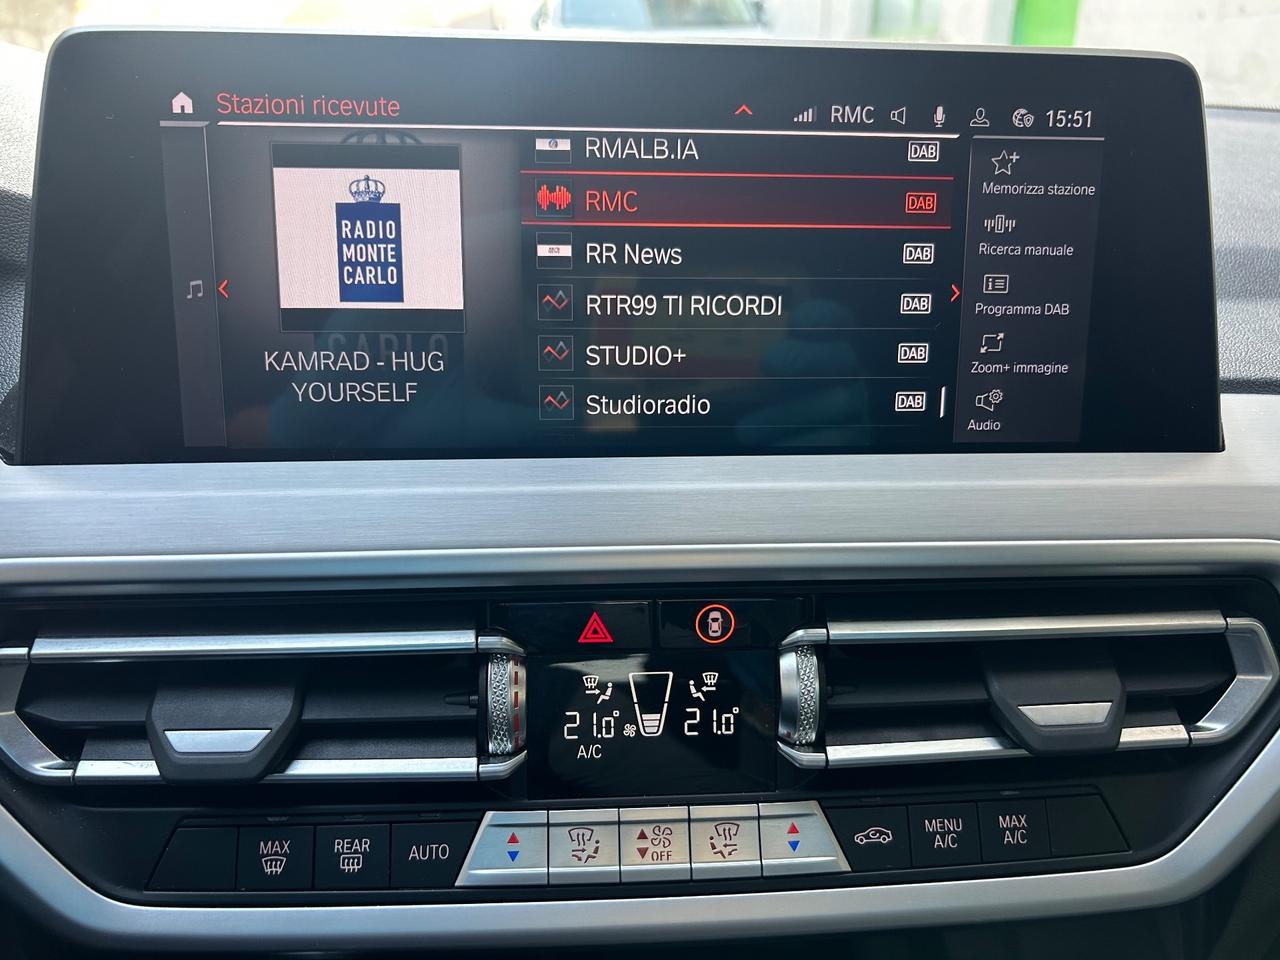 Stazioni ricevute
RMC
15:51
RADIO
MONTE
CARLO
CARLO
KAMRAD - HUG
YOURSELF
RMALB.IA DAB
RMC DAB
RR News DAB
RTR99 TI RICORDI DAB
STUDIO+ DAB
Studioradio DAB
Memorizza stazione
Ricerca manuale
Programma DAB
Zoom+ immagine
Audio
21.0° 21.0°
A/C
MAX
REAR
AUTO
OFF
MENU
A/C
MAX
A/C